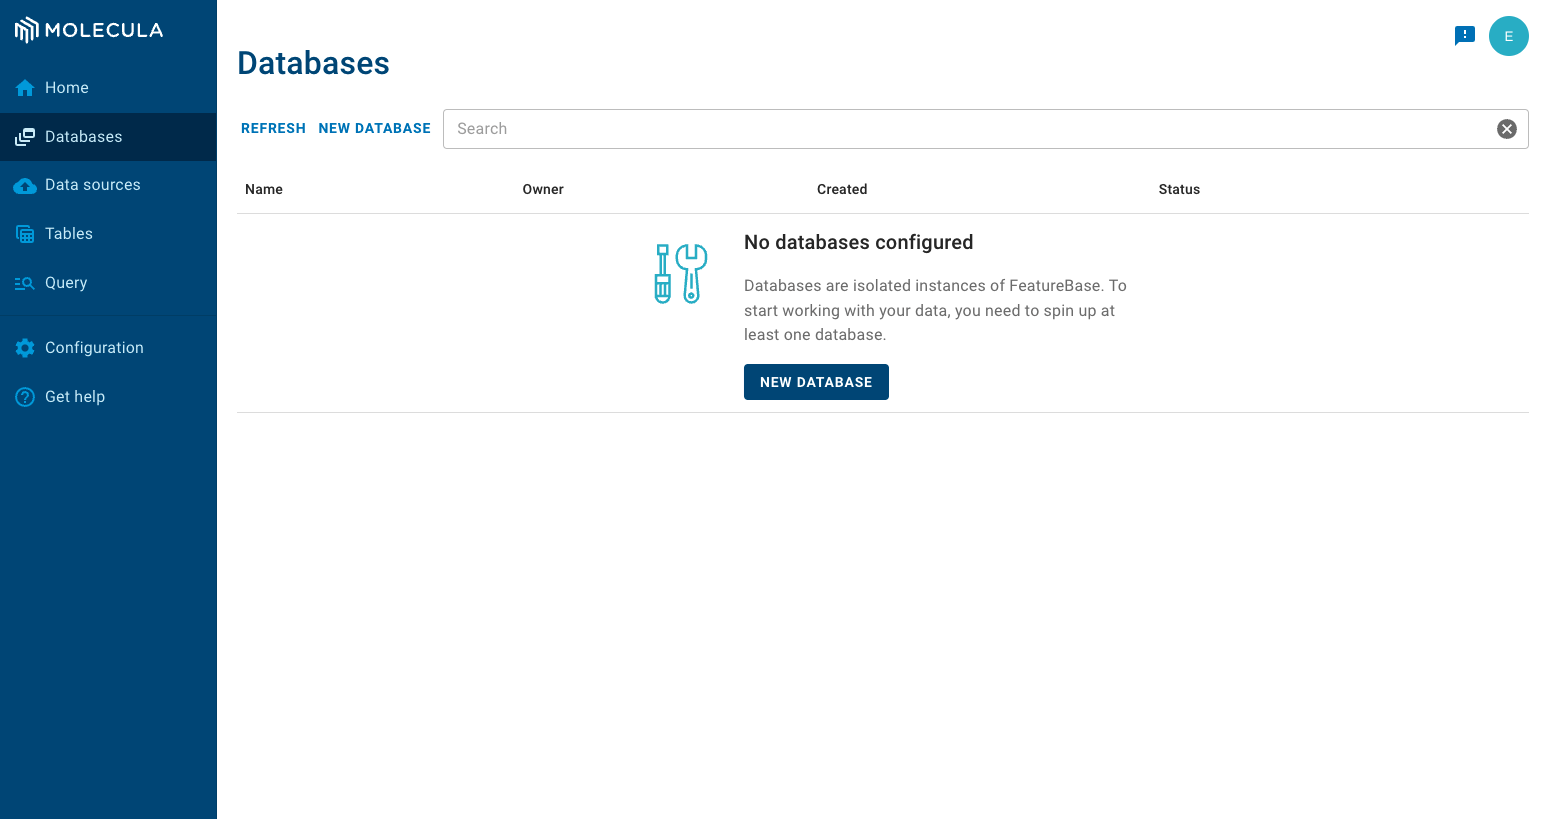 MOLECULA
Home
Databases
Data sources
Tables
Query
Configuration
Get help
E
Databases
REFRESH NEW DATABASE Search
Name Owner Created Status
No databases configured
Databases are isolated instances of FeatureBase. To
start working with your data, you need to spin up at
least one database.
NEW DATABASE